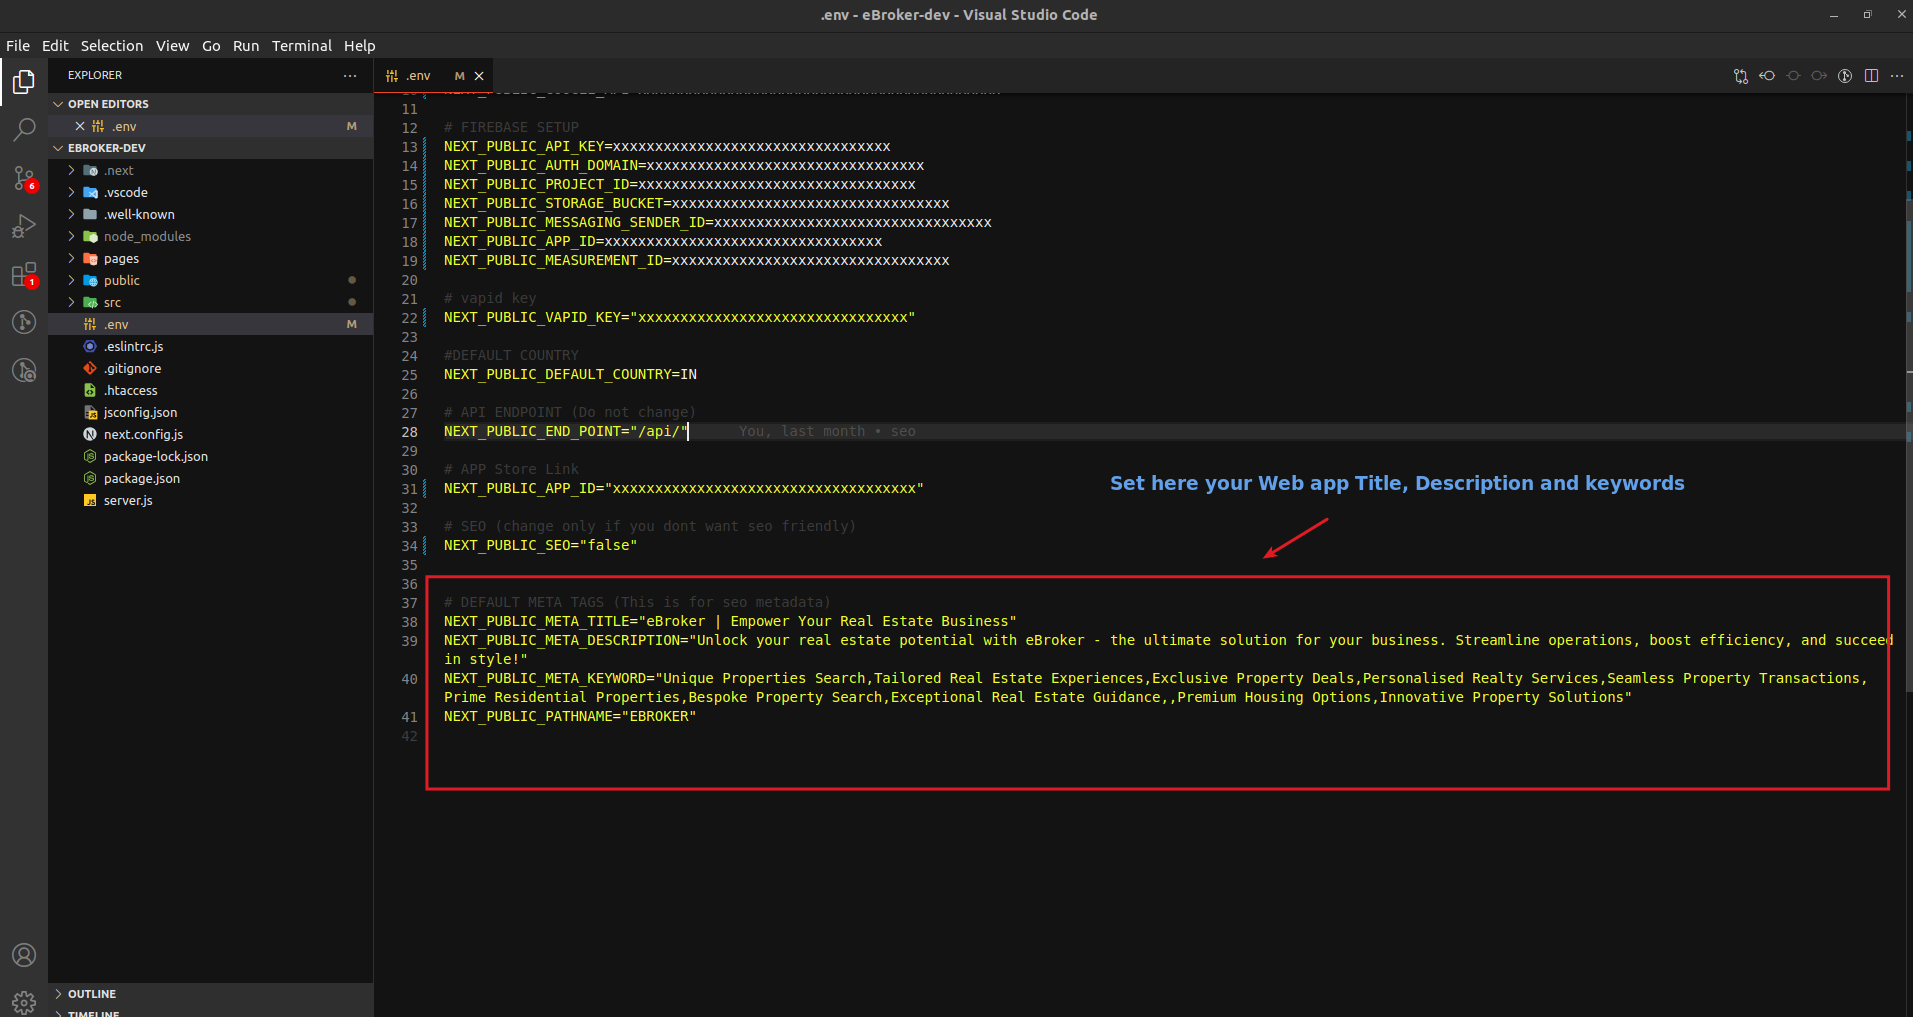 .env - eBroker-dev - Visual Studio Code
File Edit Selection View Go Run Terminal Help
EXPLORER
.env M
OPEN EDITORS
.env M
EBROKER-DEV
.next
.vscode
.well-known
node_modules
pages
public
src
.env M
.eslintrc.js
.gitignore
.htaccess
jsconfig.json
next.config.js
package-lock.json
package.json
server.js
OUTLINE
TIMELINE
6
1
11
12 # FIREBASE SETUP
13 NEXT_PUBLIC_API_KEY=xxxxxxxxxxxxxxxxxxxxxxxxxxxxxxxxx
14 NEXT_PUBLIC_AUTH_DOMAIN=xxxxxxxxxxxxxxxxxxxxxxxxxxxxxxxxx
15 NEXT_PUBLIC_PROJECT_ID=xxxxxxxxxxxxxxxxxxxxxxxxxxxxxxxxx
16 NEXT_PUBLIC_STORAGE_BUCKET=xxxxxxxxxxxxxxxxxxxxxxxxxxxxxxxxx
17 NEXT_PUBLIC_MESSAGING_SENDER_ID=xxxxxxxxxxxxxxxxxxxxxxxxxxxxxxxxx
18 NEXT_PUBLIC_APP_ID=xxxxxxxxxxxxxxxxxxxxxxxxxxxxxxxxx
19 NEXT_PUBLIC_MEASUREMENT_ID=xxxxxxxxxxxxxxxxxxxxxxxxxxxxxxxxx
20
21 # vapid key
22 NEXT_PUBLIC_VAPID_KEY="xxxxxxxxxxxxxxxxxxxxxxxxxxxxxxxx"
23
24 #DEFAULT COUNTRY
25 NEXT_PUBLIC_DEFAULT_COUNTRY=IN
26
27 # API ENDPOINT (Do not change)
28 NEXT_PUBLIC_END_POINT="/api/" You, last month • seo
29
30 # APP Store Link
31 NEXT_PUBLIC_APP_ID="xxxxxxxxxxxxxxxxxxxxxxxxxxxxxxxxxxxx"
Set here your Web app Title, Description and keywords
32
33 # SEO (change only if you dont want seo friendly)
34 NEXT_PUBLIC_SEO="false"
35
36
37 # DEFAULT META TAGS (This is for seo metadata)
38 NEXT_PUBLIC_META_TITLE="eBroker | Empower Your Real Estate Business"
39 NEXT_PUBLIC_META_DESCRIPTION="Unlock your real estate potential with eBroker - the ultimate solution for your business. Streamline operations, boost efficiency, and succeed
in style!"
40 NEXT_PUBLIC_META_KEYWORD="Unique Properties Search,Tailored Real Estate Experiences,Exclusive Property Deals,Personalised Realty Services,Seamless Property Transactions,
Prime Residential Properties,Bespoke Property Search,Exceptional Real Estate Guidance,,Premium Housing Options,Innovative Property Solutions"
41 NEXT_PUBLIC_PATHNAME="EBROKER"
42